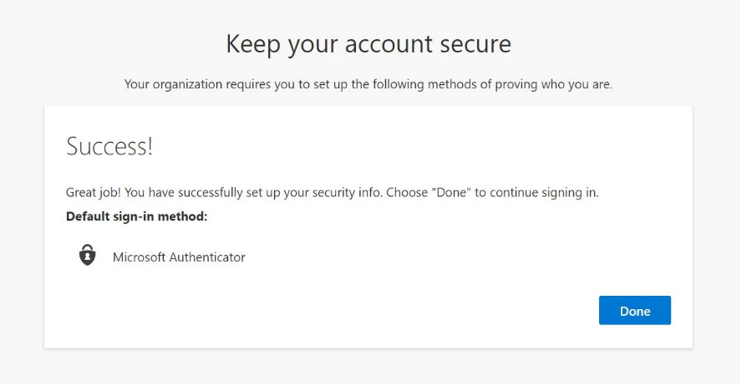 Keep your account secure
Your organization requires you to set up the following methods of proving who you are.
Success!
Great job! You have successfully set up your security info. Choose "Done" to continue signing in.
Default sign-in method:
Microsoft Authenticator
Done